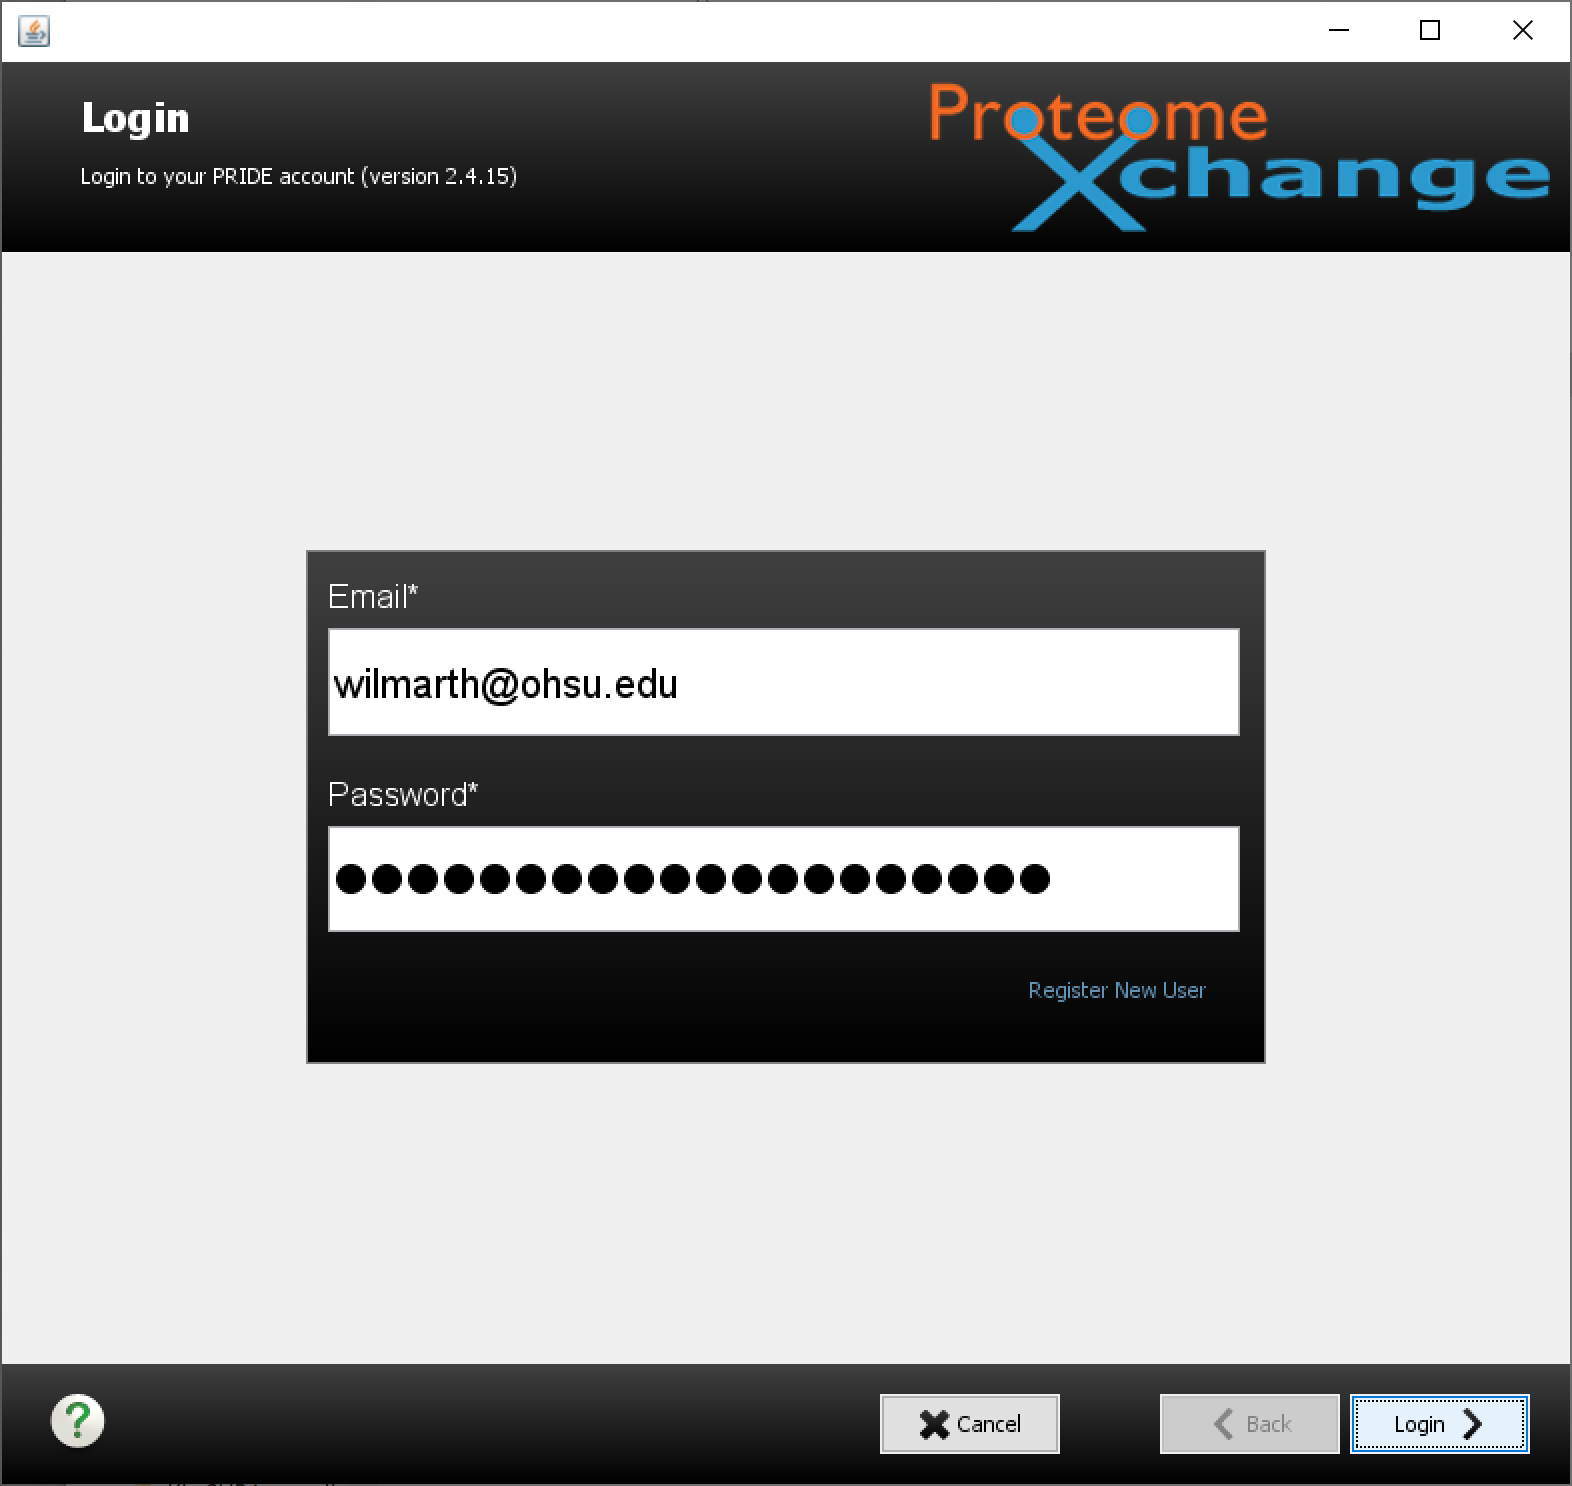 Login
Login to your PRIDE account (version 2.4.15)
Proteome
Xchange
Email*
wilmarth@ohsu.edu
Password*
●●●●●●●●●●●●●●●●●●●●
Register New User
?
Cancel
Back
Login